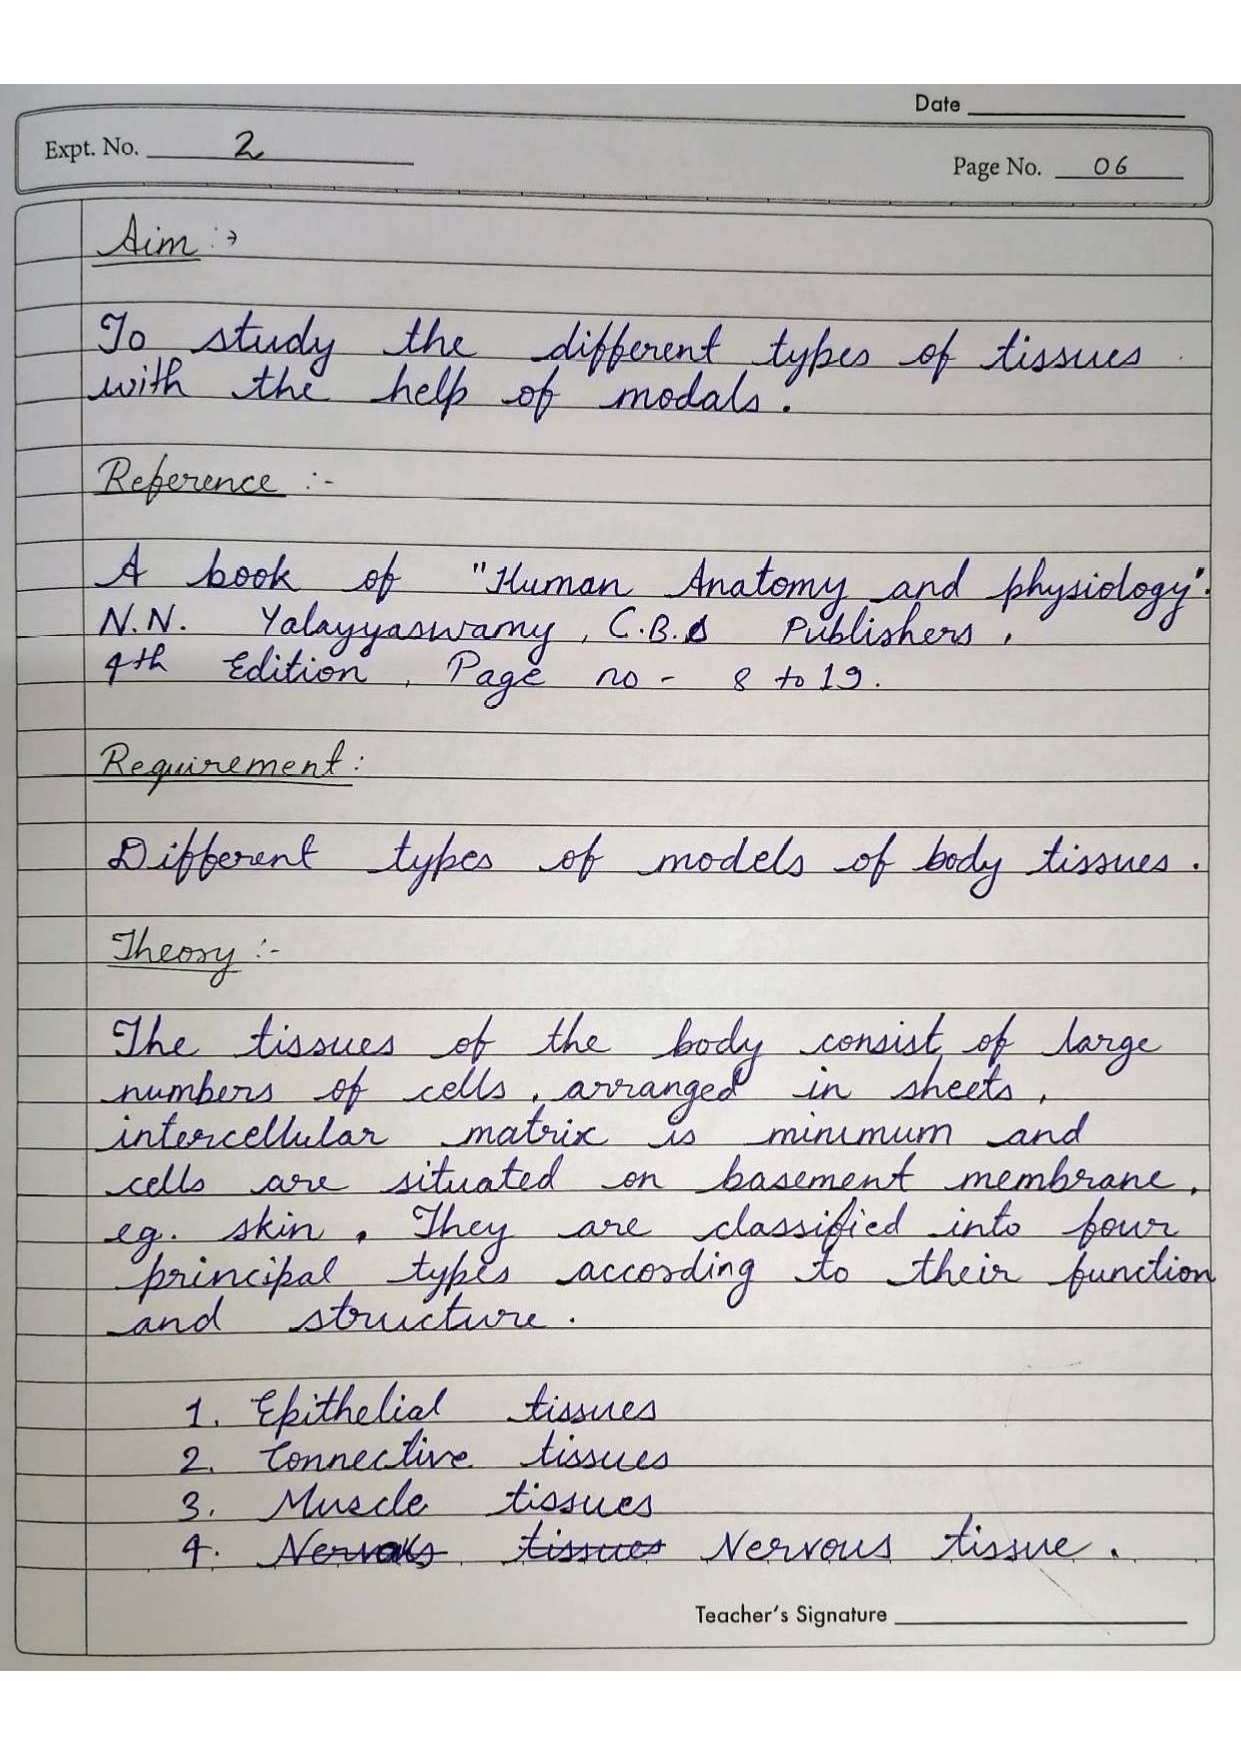 Date
Expt. No. 2
Page No. 06
Aim :→
To study the different types of tissues
with the help of modals.
Reference :-
A book of "Human Anatomy and physiology".
N.N. Yalayyaswamy, C.B.S Publishers,
4th Edition, Page no - 8 to 19.
Requirement :
Different types of models of body tissues.
Theory :-
The tissues of the body consist of large
numbers of cells, arranged in sheets,
intercellular matrix is minimum and
cells are situated on basement membrane,
eg. skin. They are classified into four
principal types according to their function
and structure.
1. Epithelial tissues
2. Connective tissues
3. Muscle tissues
4. Nervous tissue.
Teacher's Signature